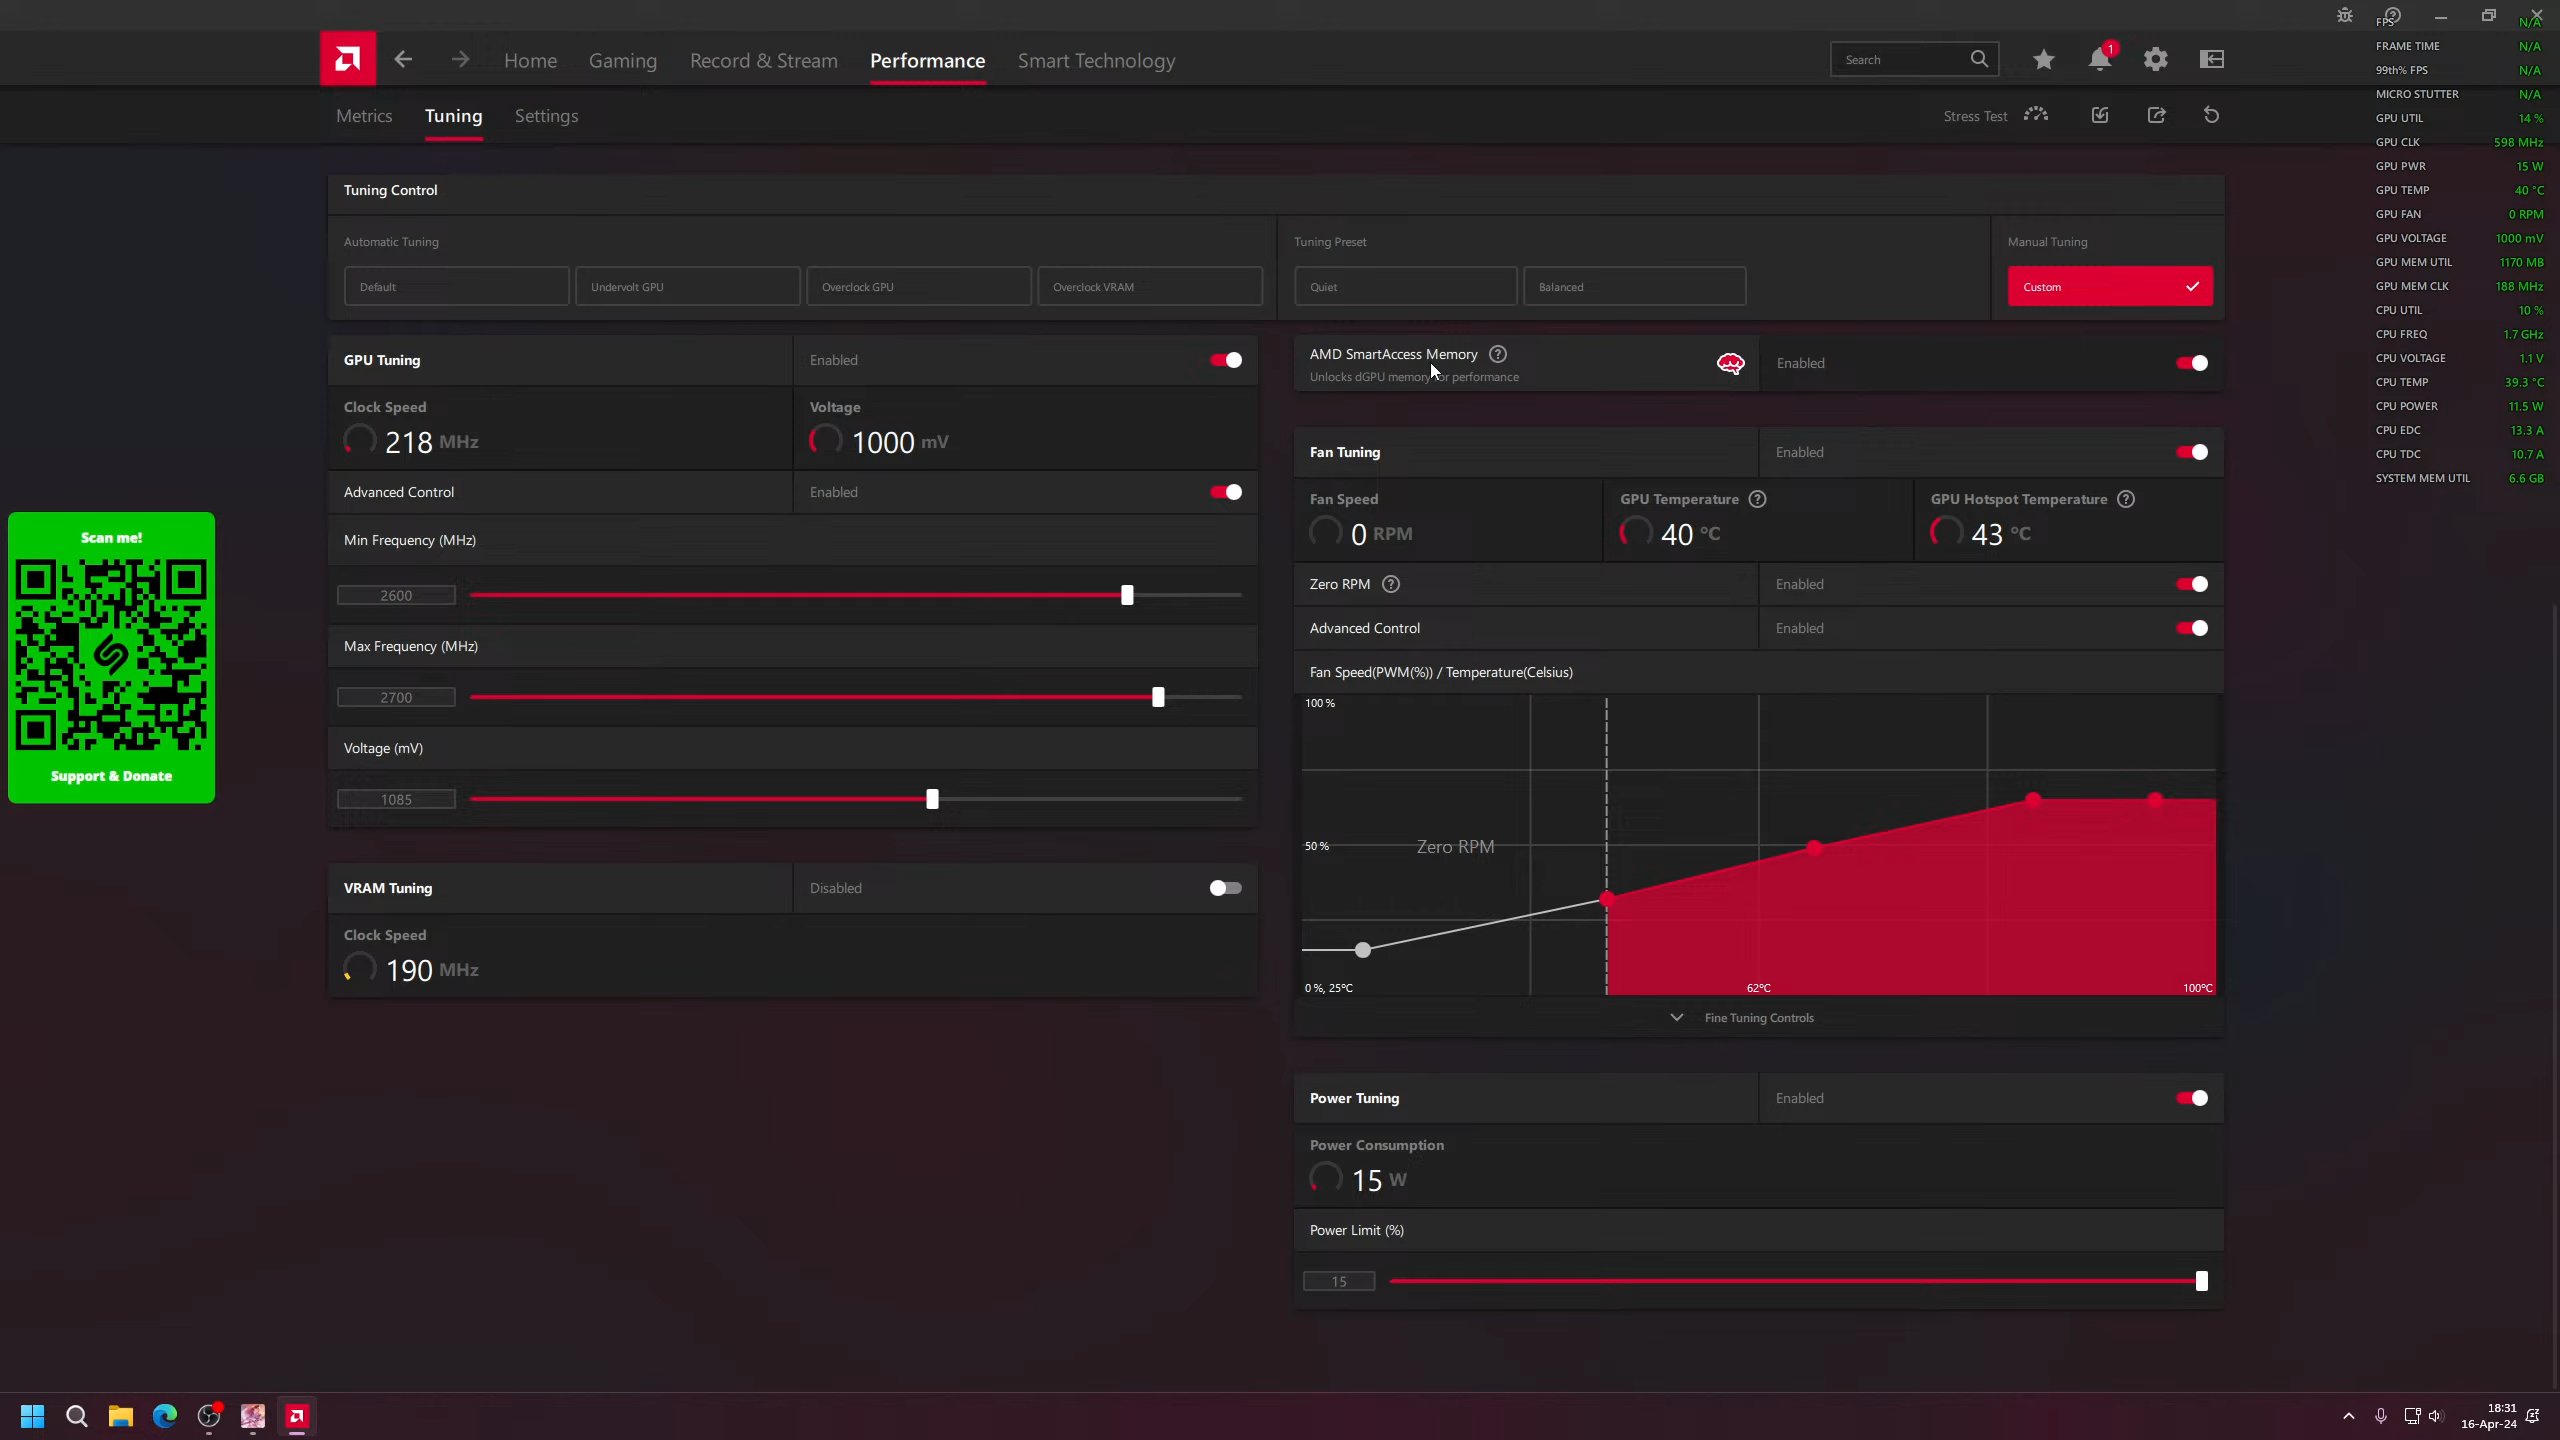 Home
Gaming
Record & Stream
Performance
Smart Technology
Search
1
Metrics
Tuning
Settings
Stress Test
FPS N/A
FRAME TIME N/A
99th% FPS N/A
MICRO STUTTER N/A
GPU UTIL 14 %
GPU CLK 598 MHz
GPU PWR 15 W
GPU TEMP 40 °C
GPU FAN 0 RPM
GPU VOLTAGE 1000 mV
GPU MEM UTIL 1170 MB
GPU MEM CLK 188 MHz
CPU UTIL 10 %
CPU FREQ 1.7 GHz
CPU VOLTAGE 1.1 V
CPU TEMP 39.3 °C
CPU POWER 11.5 W
CPU EDC 13.3 A
CPU TDC 10.7 A
SYSTEM MEM UTIL 6.6 GB
Tuning Control
Automatic Tuning
Default
Undervolt GPU
Overclock GPU
Overclock VRAM
Tuning Preset
Quiet
Balanced
Manual Tuning
Custom
GPU Tuning
Enabled
Clock Speed
218 MHz
Voltage
1000 mV
Advanced Control
Enabled
Min Frequency (MHz)
2600
Max Frequency (MHz)
2700
Voltage (mV)
1085
VRAM Tuning
Disabled
Clock Speed
190 MHz
Scan me!
Support & Donate
AMD SmartAccess Memory
Unlocks dGPU memory for performance
Enabled
Fan Tuning
Enabled
Fan Speed
0 RPM
GPU Temperature
40 °C
GPU Hotspot Temperature
43 °C
Zero RPM
Enabled
Advanced Control
Enabled
Fan Speed(PWM(%)) / Temperature(Celsius)
100 %
50 %
Zero RPM
0 %, 25°C
62°C
100°C
Fine Tuning Controls
Power Tuning
Enabled
Power Consumption
15 W
Power Limit (%)
15
18:31
16-Apr-24